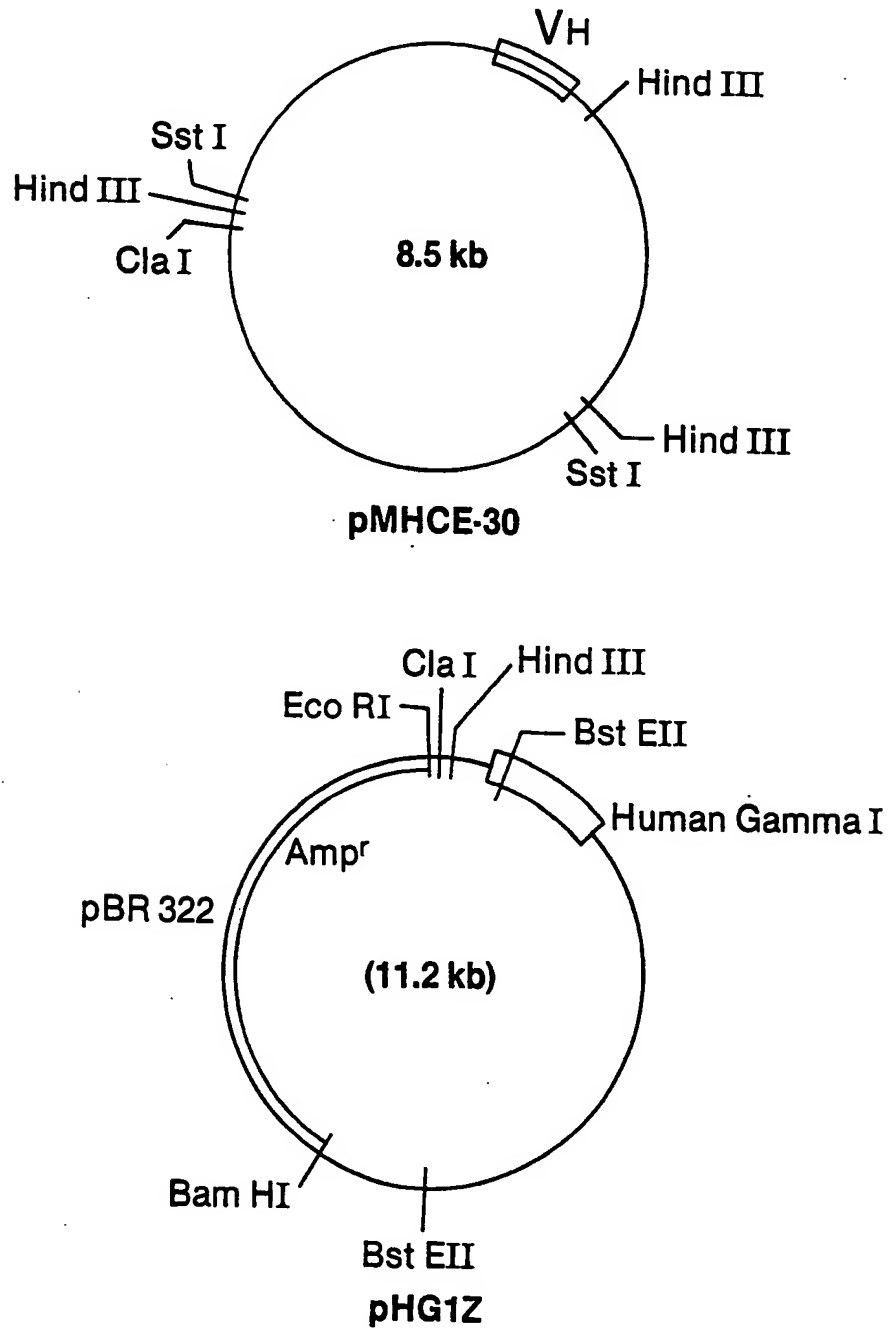 VH
Hind III
Sst I
Hind III
Cla I
8.5 kb
Hind III
Sst I
pMHCE-30
Cla I
Hind III
Eco RI
Bst EII
Human Gamma I
Ampr
pBR 322
(11.2 kb)
Bam HI
Bst EII
pHG1Z